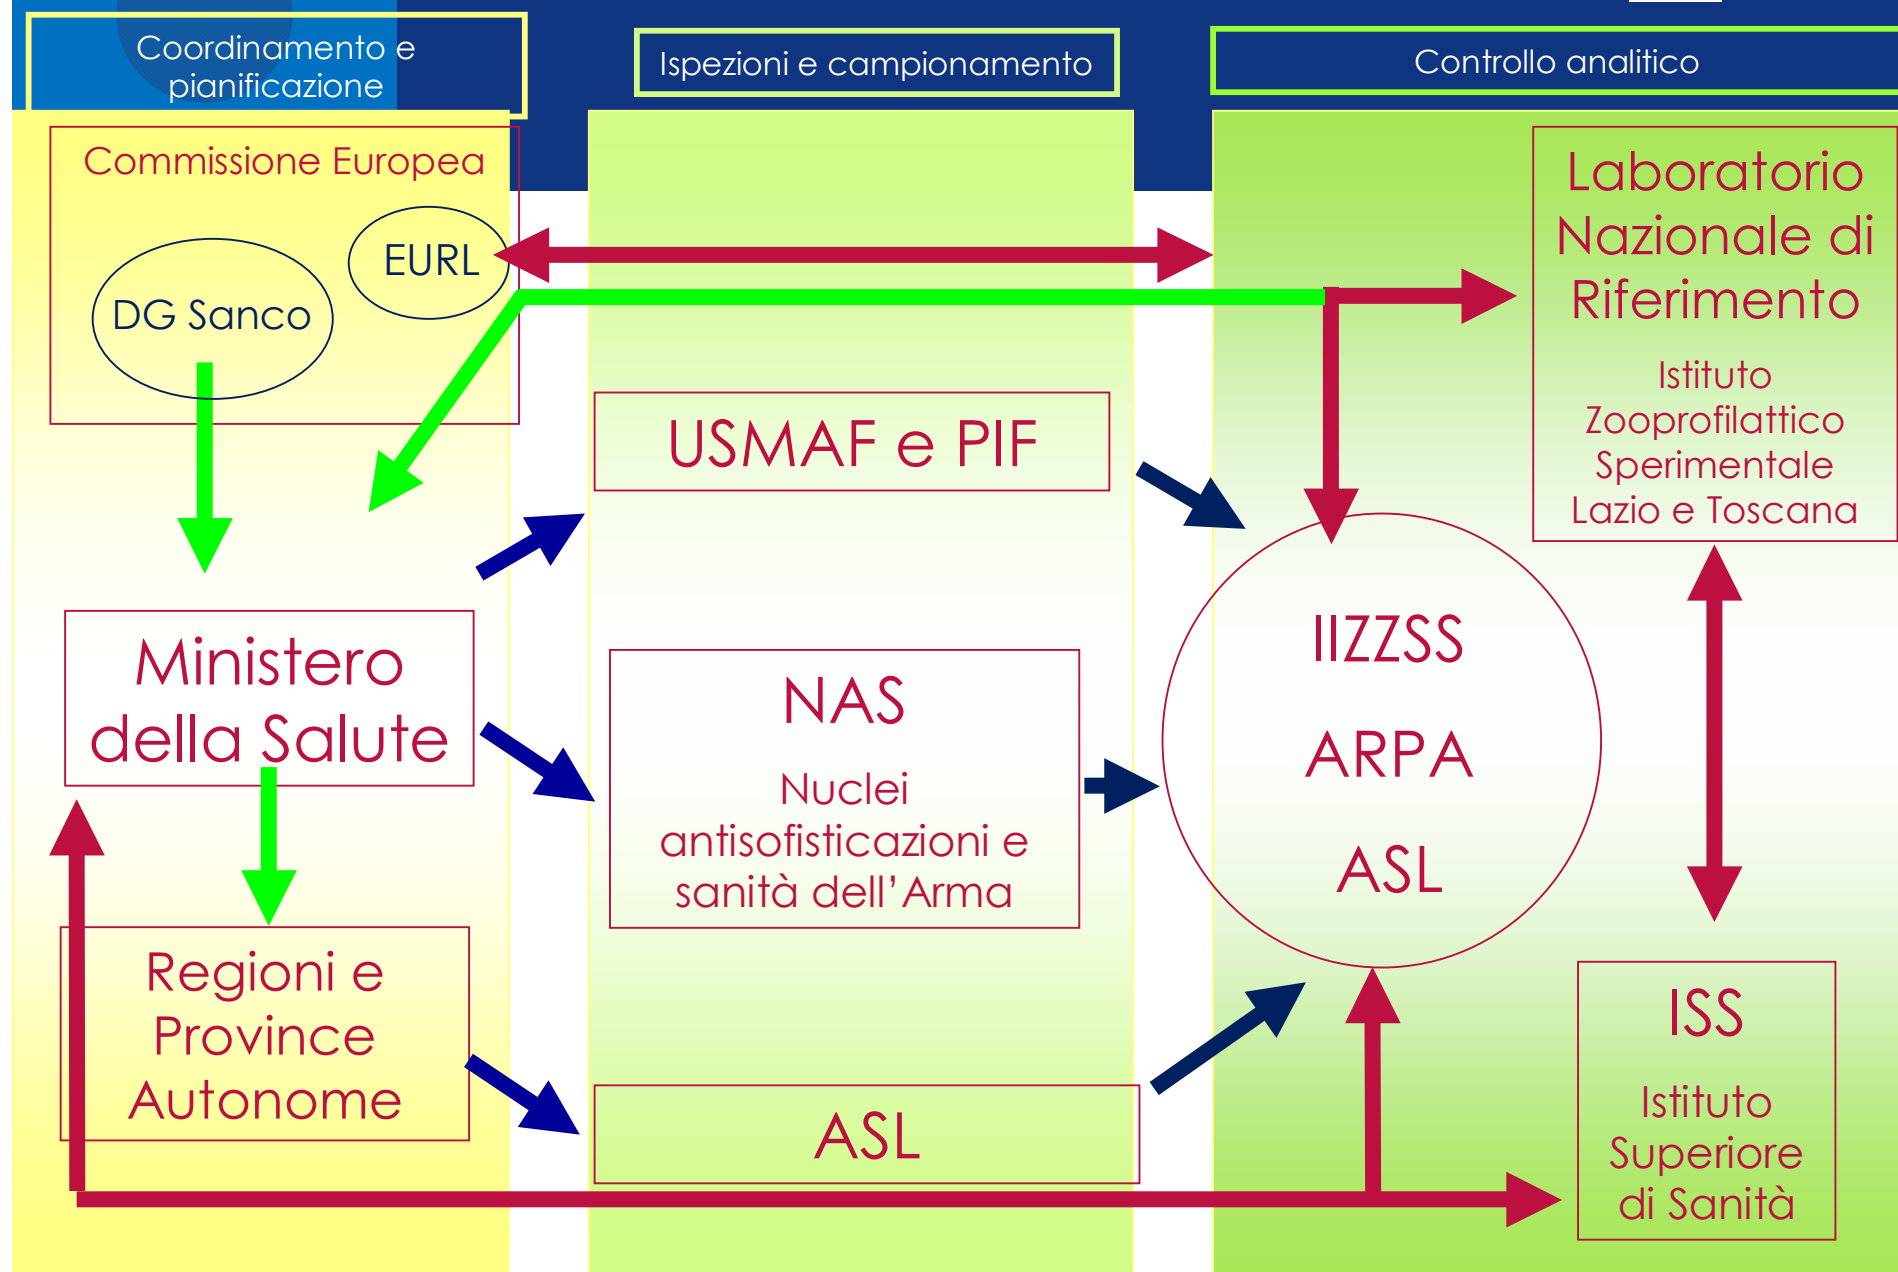 Coordinamento e
pianificazione
Ispezioni e campionamento
Controllo analitico
Commissione Europea
EURL
DG Sanco
Ministero
della Salute
Regioni e
Province
Autonome
USMAF e PIF
NAS
Nuclei
antisofisticazioni e
sanità dell’Arma
ASL
Laboratorio
Nazionale di
Riferimento
Istituto
Zooprofilattico
Sperimentale
Lazio e Toscana
IIZZSS
ARPA
ASL
ISS
Istituto
Superiore
di Sanità